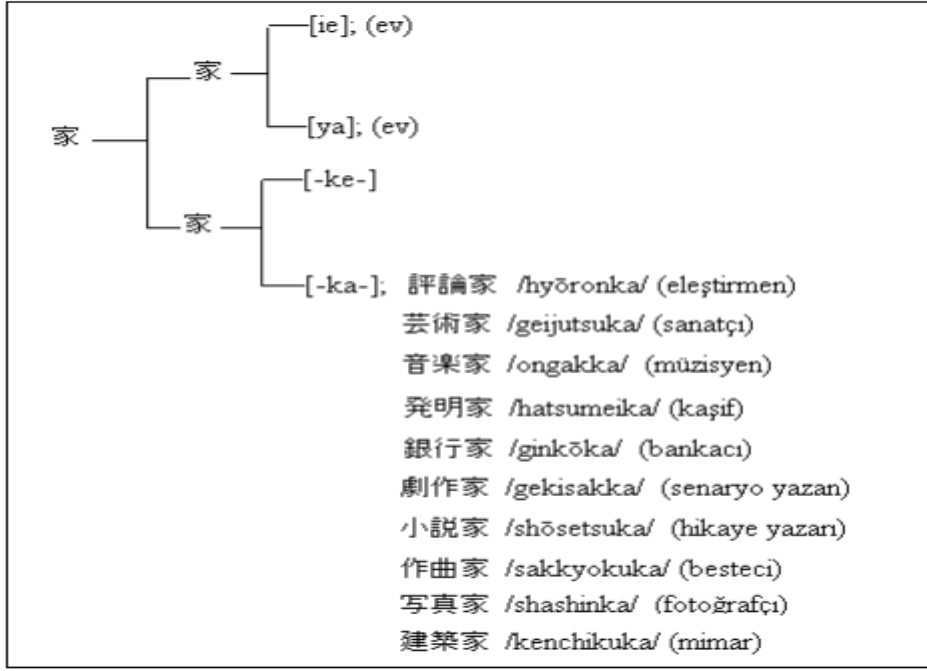 [ie]; (ev)
家
[ya]; (ev)
家
[-ke-]
家
[-ka-]; 評論家 /hyōronka/ (eleştirmen)
芸術家 /geijutsuka/ (sanatçı)
音楽家 /ongakka/ (müzisyen)
発明家 /hatsumeika/ (kaşif)
銀行家 /ginkōka/ (bankacı)
劇作家 /gekisakka/ (senaryo yazan)
小説家 /shōsetsuka/ (hikaye yazarı)
作曲家 /sakkyokuka/ (besteci)
写真家 /shashinka/ (fotoğrafçı)
建築家 /kenchikuka/ (mimar)